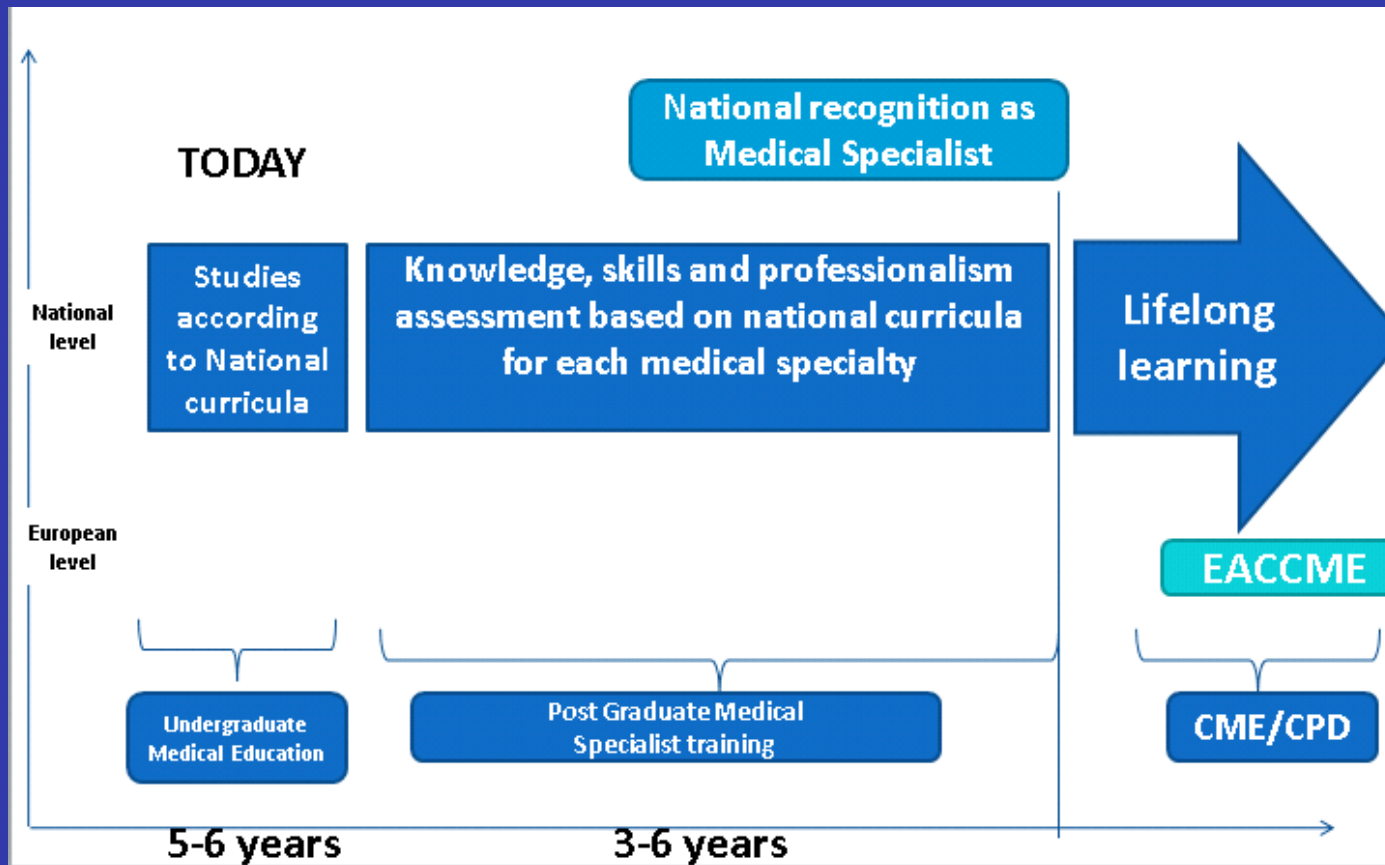 National recognition as
Medical Specialist
TODAY
Studies
according
to National
curricula
Knowledge, skills and professionalism
assessment based on national curricula
for each medical specialty
Lifelong
learning
National
level
European
level
EACCME
Undergraduate
Medical Education
Post Graduate Medical
Specialist training
CME/CPD
5-6 years
3-6 years